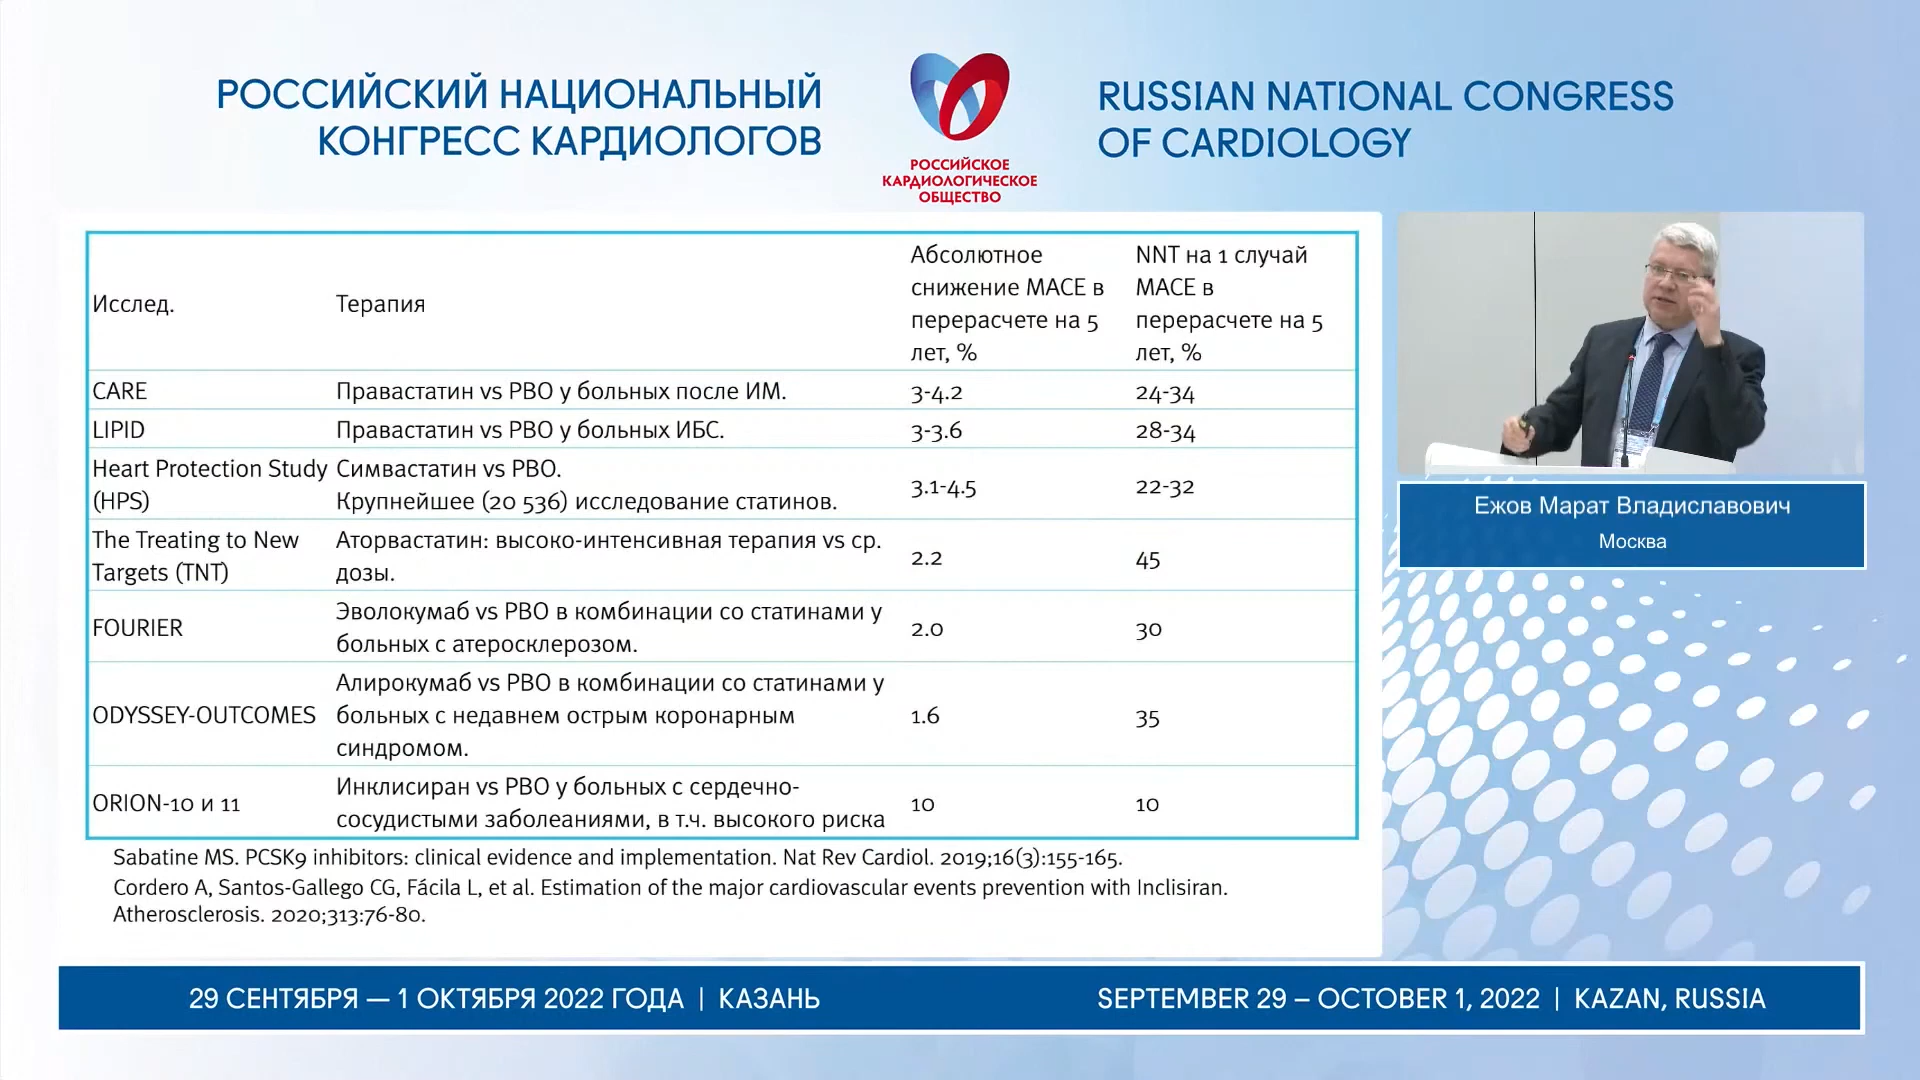 РОССИЙСКИЙ НАЦИОНАЛЬНЫЙ
КОНГРЕСС КАРДИОЛОГОВ
РОССИЙСКОЕ
КАРДИОЛОГИЧЕСКОЕ
ОБЩЕСТВО
RUSSIAN NATIONAL CONGRESS
OF CARDIOLOGY
Исслед.
Терапия
Абсолютное
снижение MACE в
перерасчете на 5
лет, %
NNT на 1 случай
MACE в
перерасчете на 5
лет, %
CARE
Правастатин vs PBO у больных после ИМ.
3-4.2
24-34
LIPID
Правастатин vs PBO у больных ИБС.
3-3.6
28-34
Heart Protection Study
(HPS)
Симвастатин vs PBO.
Крупнейшее (20 536) исследование статинов.
3.1-4.5
22-32
The Treating to New
Targets (TNT)
Аторвастатин: высоко-интенсивная терапия vs ср.
дозы.
2.2
45
FOURIER
Эволокумаб vs PBO в комбинации со статинами у
больных с атеросклерозом.
2.0
30
ODYSSEY-OUTCOMES
Алирокумаб vs PBO в комбинации со статинами у
больных с недавнем острым коронарным
синдромом.
1.6
35
ORION-10 и 11
Инклисиран vs PBO у больных с сердечно-
сосудистыми заболеаниями, в т.ч. высокого риска
10
10
Sabatine MS. PCSK9 inhibitors: clinical evidence and implementation. Nat Rev Cardiol. 2019;16(3):155-165.
Cordero A, Santos-Gallego CG, Fácila L, et al. Estimation of the major cardiovascular events prevention with Inclisiran.
Atherosclerosis. 2020;313:76-80.
Ежов Марат Владиславович
Москва
29 СЕНТЯБРЯ — 1 ОКТЯБРЯ 2022 ГОДА | КАЗАНЬ
SEPTEMBER 29 – OCTOBER 1, 2022 | KAZAN, RUSSIA